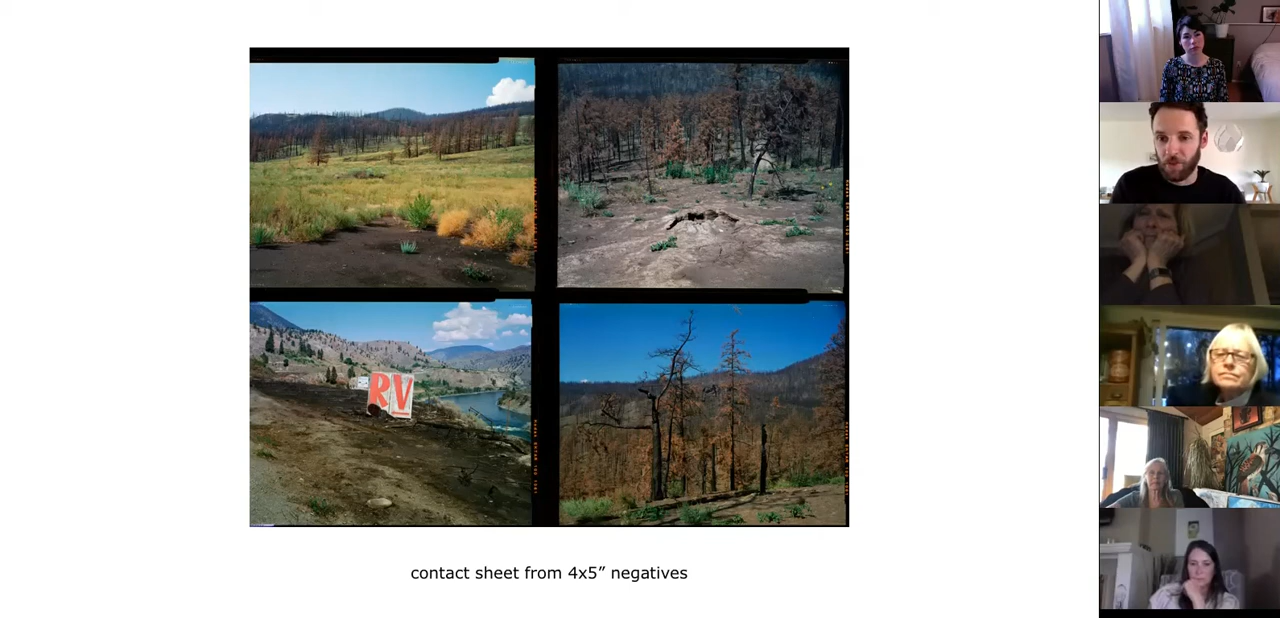 RV
contact sheet from 4x5” negatives